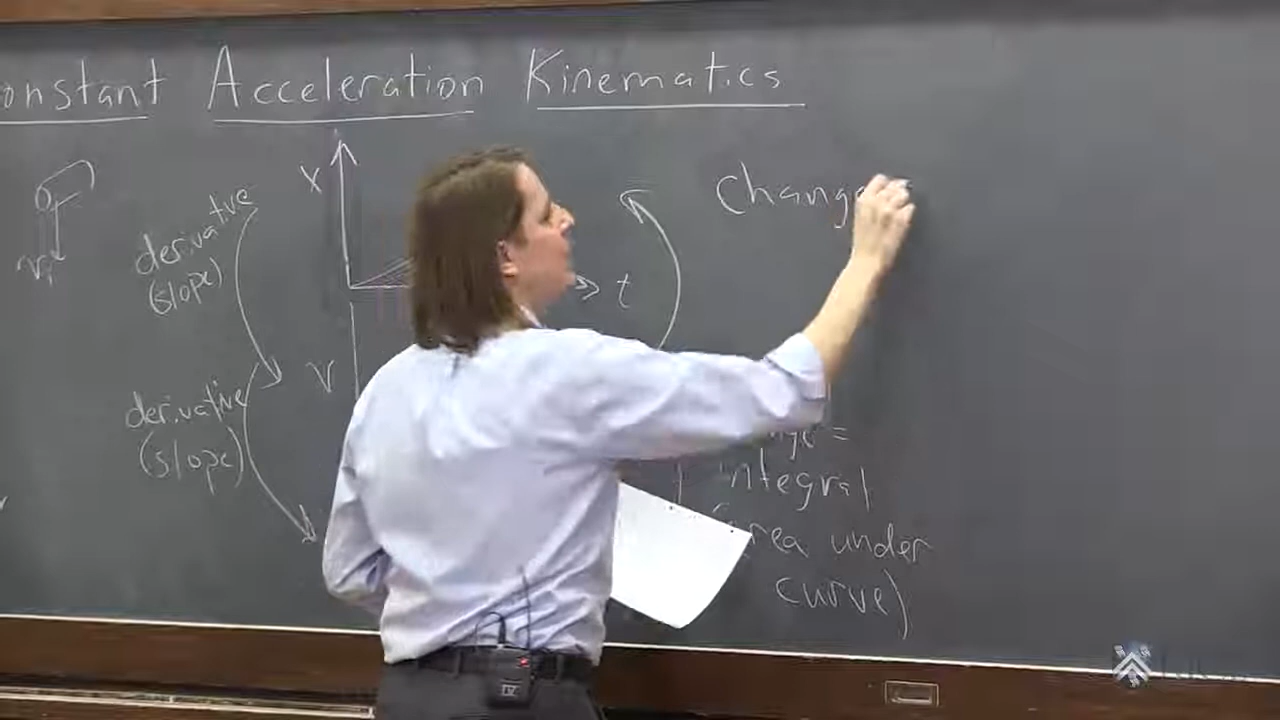 onstant Acceleration Kinematics
x
t
v
derivative
(slope)
derivative
(slope)
change
=
integral
area under
curve)